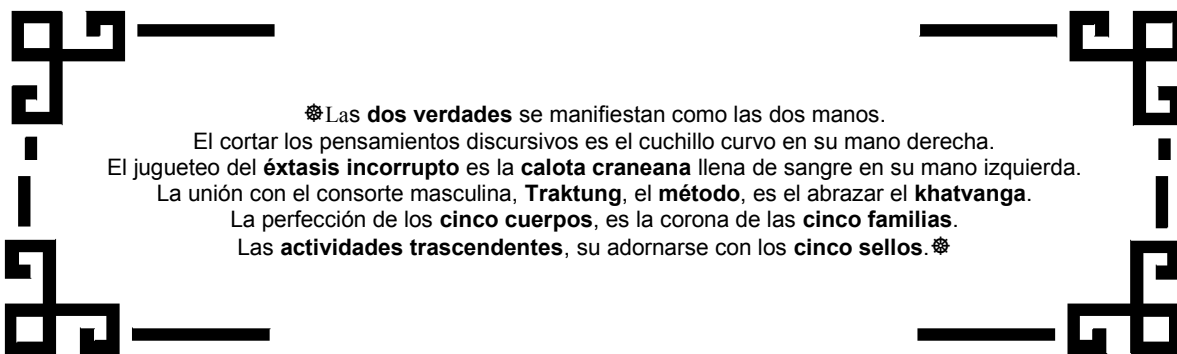 ☸Las dos verdades se manifiestan como las dos manos.
El cortar los pensamientos discursivos es el cuchillo curvo en su mano derecha.
El jugueteo del éxtasis incorrupto es la calota craneana llena de sangre en su mano izquierda.
La unión con el consorte masculina, Traktung, el método, es el abrazar el khatvanga.
La perfección de los cinco cuerpos, es la corona de las cinco familias.
Las actividades trascendentes, su adornarse con los cinco sellos.☸